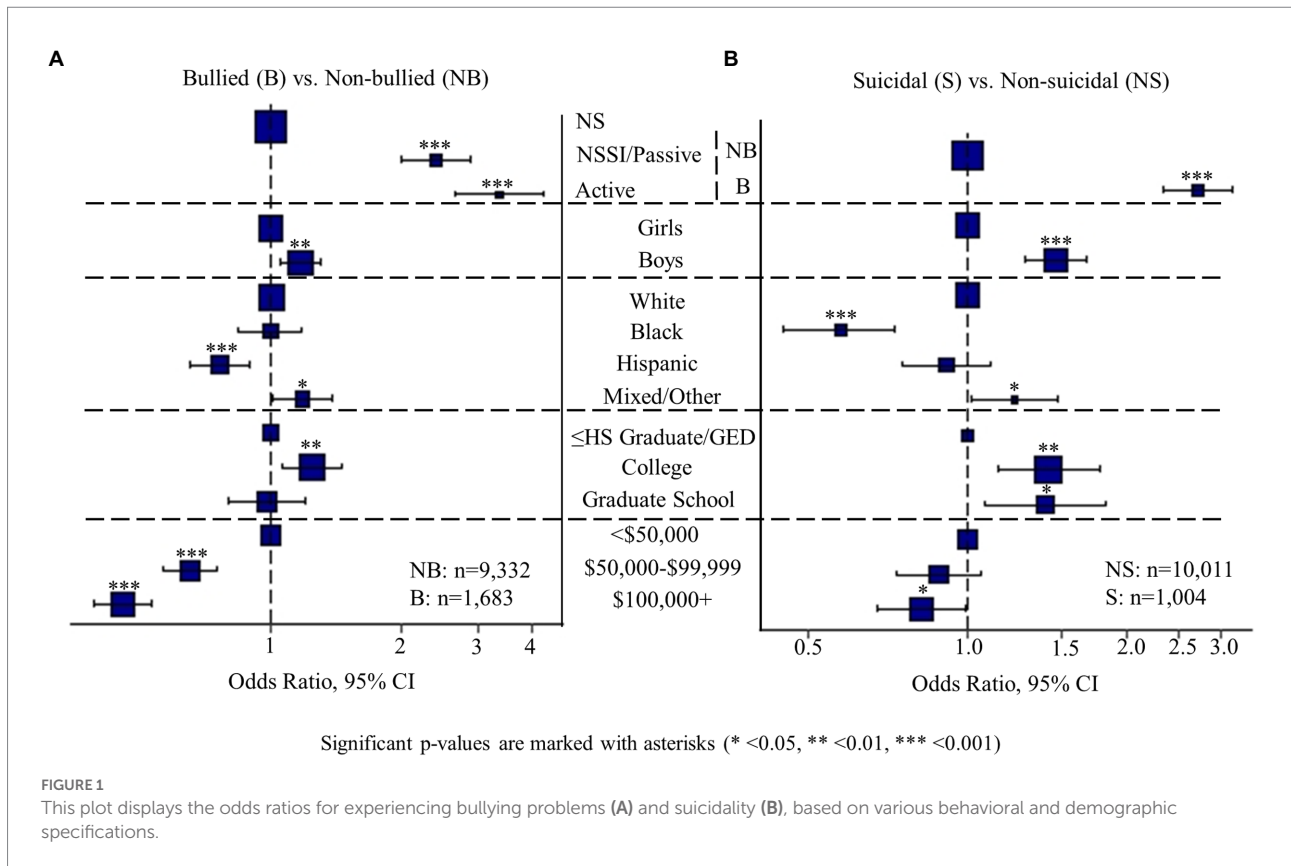 A
B
Bullied (B) vs. Non-bullied (NB)
Suicidal (S) vs. Non-suicidal (NS)
NS
NSSI/Passive
NB
***
Active
B
***
***
Girls
Boys
**
***
White
Black
***
Hispanic
***
Mixed/Other
*
*
≤HS Graduate/GED
College
**
**
Graduate School
*
<$50,000
$50,000-$99,999
***
$100,000+
***
*
NB: n=9,332
B: n=1,683
NS: n=10,011
S: n=1,004
1 2 3 4
0.5 1.0 1.5 2.0 2.5 3.0
Odds Ratio, 95% CI
Odds Ratio, 95% CI
Significant p-values are marked with asterisks (* <0.05, ** <0.01, *** <0.001)
FIGURE 1
This plot displays the odds ratios for experiencing bullying problems (A) and suicidality (B), based on various behavioral and demographic
specifications.